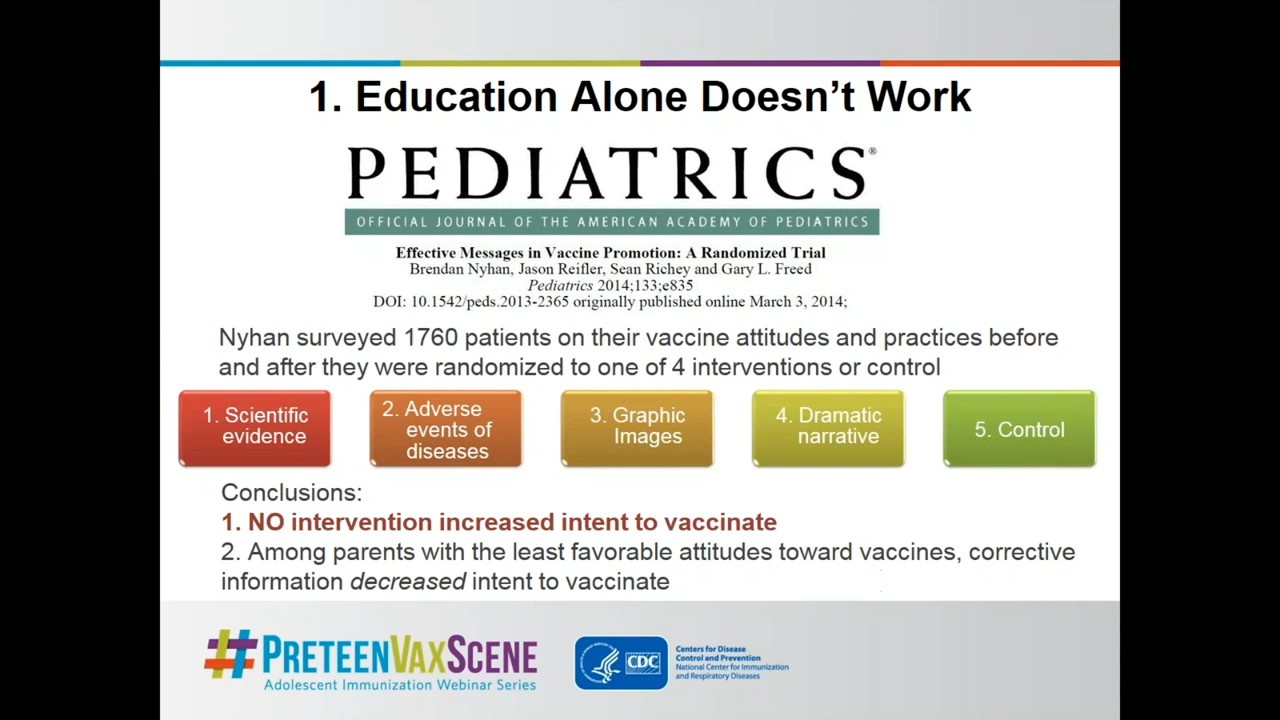 1. Education Alone Doesn't Work
PEDIATRICS®
OFFICIAL JOURNAL OF THE AMERICAN ACADEMY OF PEDIATRICS
Effective Messages in Vaccine Promotion: A Randomized Trial
Brendan Nyhan, Jason Reifler, Sean Richey and Gary L. Freed
Pediatrics 2014;133;e835
DOI: 10.1542/peds.2013-2365 originally published online March 3, 2014;
Nyhan surveyed 1760 patients on their vaccine attitudes and practices before
and after they were randomized to one of 4 interventions or control
1. Scientific
evidence
2. Adverse
events of
diseases
3. Graphic
Images
4. Dramatic
narrative
5. Control
Conclusions:
1. NO intervention increased intent to vaccinate
2. Among parents with the least favorable attitudes toward vaccines, corrective
information decreased intent to vaccinate
#PRETEENVAXSCENE
Adolescent Immunization Webinar Series
CDC
Centers for Disease
Control and Prevention
National Center for Immunization
and Respiratory Diseases